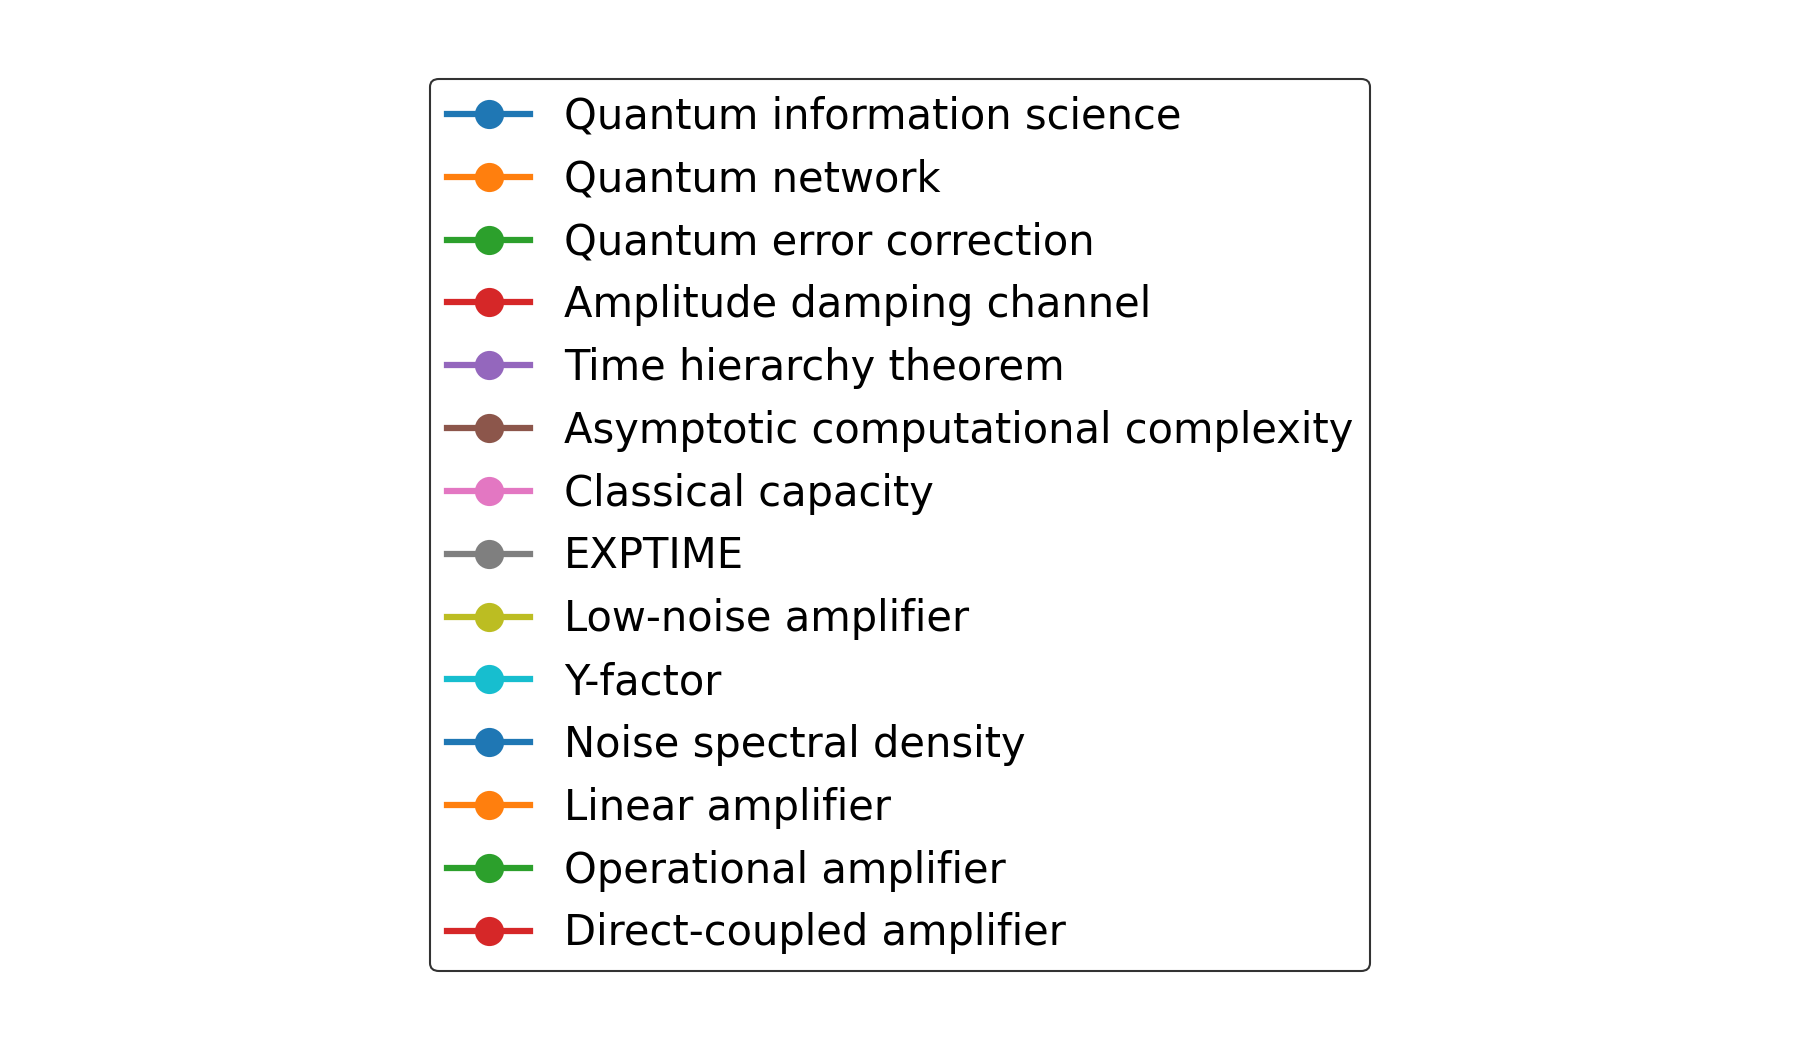 Quantum information science
Quantum network
Quantum error correction
Amplitude damping channel
Time hierarchy theorem
Asymptotic computational complexity
Classical capacity
EXPTIME
Low-noise amplifier
Y-factor
Noise spectral density
Linear amplifier
Operational amplifier
Direct-coupled amplifier